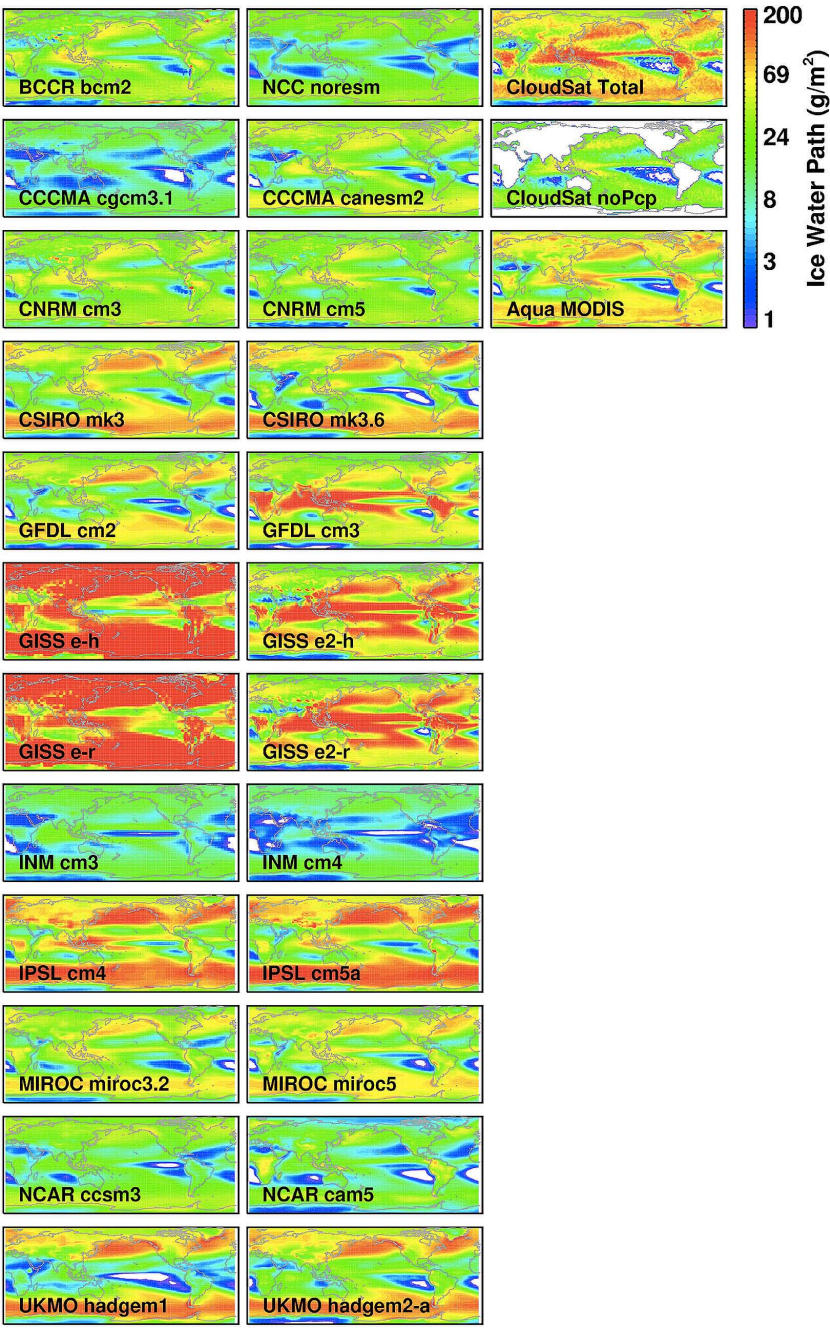 BCCR bcm2
NCC noresm
CloudSat Total
CCCMA cgcm3.1
CCCMA canesm2
CloudSat noPcp
CNRM cm3
CNRM cm5
Aqua MODIS
200
69
24
8
3
1
Ice Water Path (g/m²)
CSIRO mk3
CSIRO mk3.6
GFDL cm2
GFDL cm3
GISS e-h
GISS e2-h
GISS e-r
GISS e2-r
INM cm3
INM cm4
IPSL cm4
IPSL cm5a
MIROC miroc3.2
MIROC miroc5
NCAR ccsm3
NCAR cam5
UKMO hadgem1
UKMO hadgem2-a